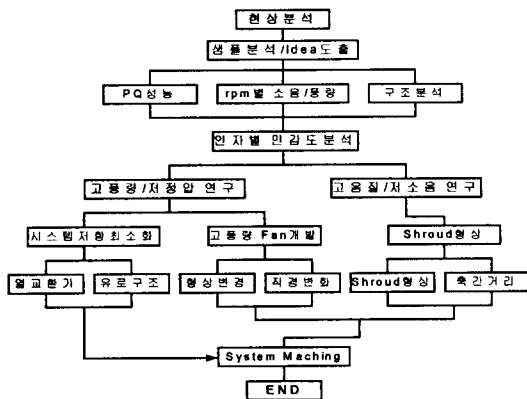 현상분석
샘플분석/Idea도출
PQ성능
rpm별 소음/풍량
구조분석
인자별 민감도분석
고풍량/저정압 연구
고음질/저소음 연구
시스템저항최소화
고풍량 Fan개발
Shroud형상
열교환기
유로구조
형상변경
직경변화
Shroud형상
축간거리
System Maching
END